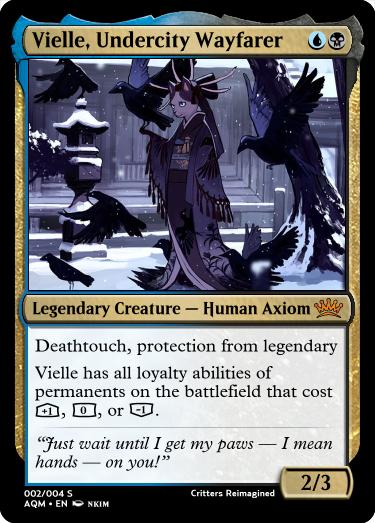 Vielle, Undercity Wayfarer
Legendary Creature — Human Axiom
Deathtouch, protection from legendary
Vielle has all loyalty abilities of
permanents on the battlefield that cost
+1, 0, or -1.
“Just wait until I get my paws — I mean
hands — on you!”
2/3
002/004 S
AQM • EN NKIM
Critters Reimagined